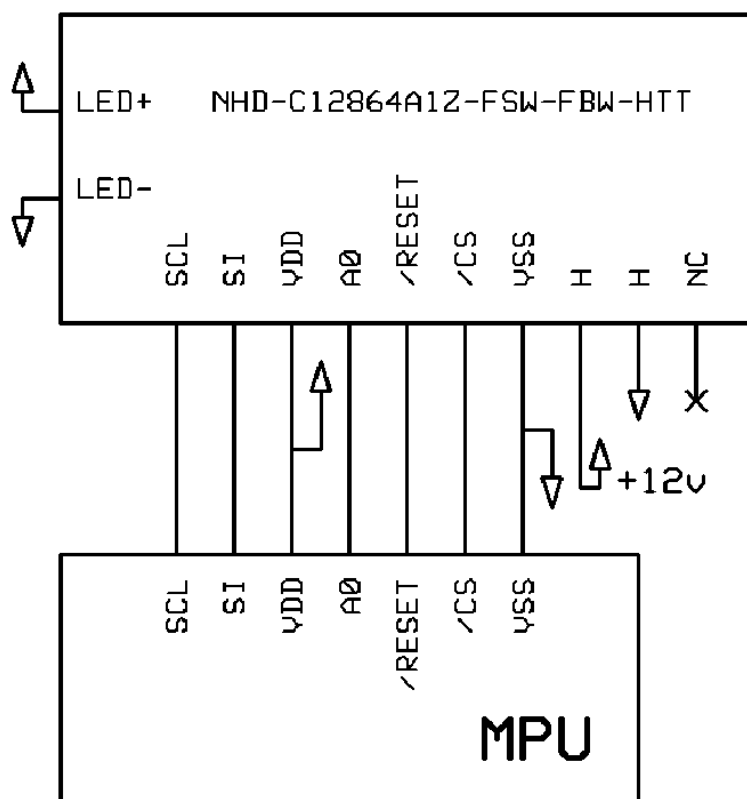 LED+ NHD-C12864A1Z-FSW-FBW-HTT
LED-
SCL SI VDD A0 /RESET /CS VSS H H NC
+12v
SCL SI VDD A0 /RESET /CS VSS
MPU